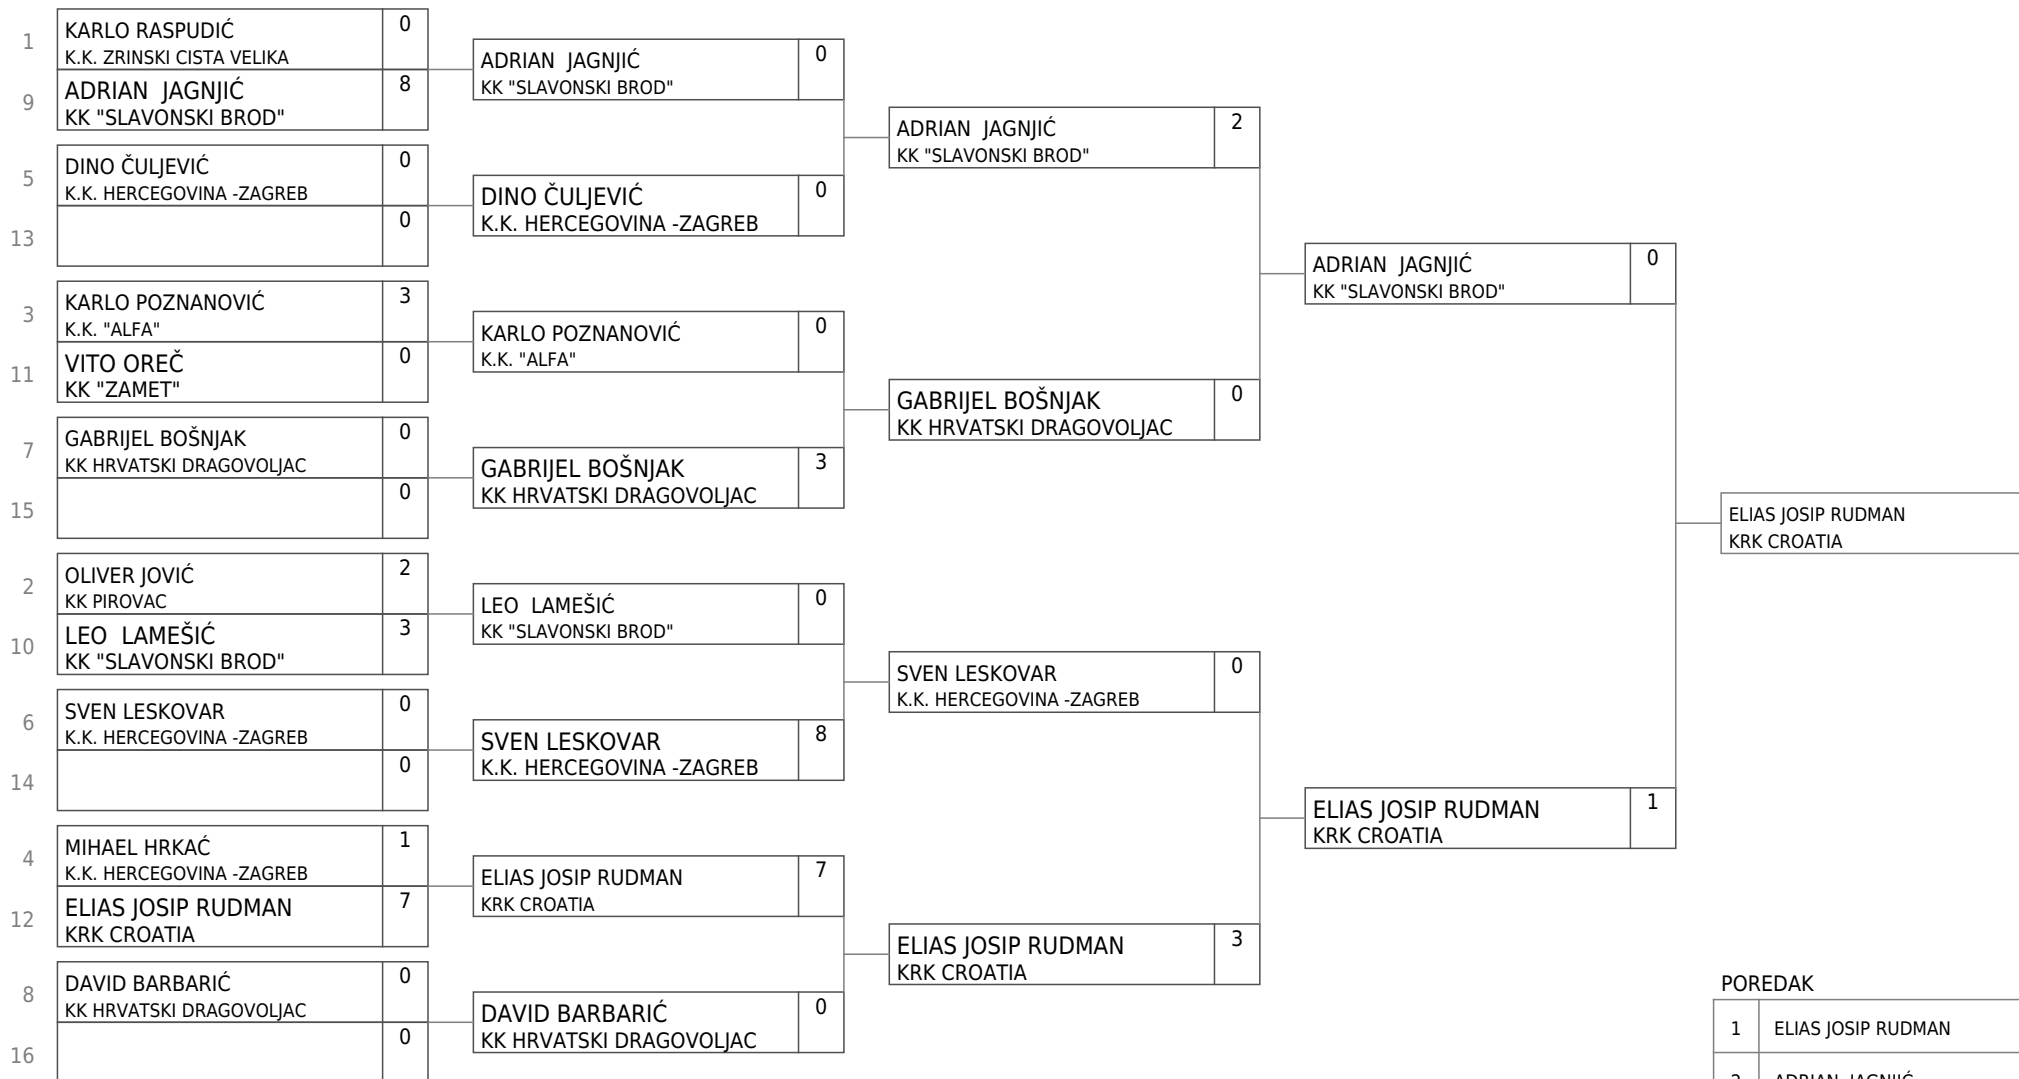 1
KARLO RASPUDIĆ 0
K.K. ZRINSKI CISTA VELIKA
9
ADRIAN JAGNJIĆ 8
KK "SLAVONSKI BROD"
5
DINO ČULJEVIĆ 0
K.K. HERCEGOVINA -ZAGREB
13
0
3
KARLO POZNANOVIĆ 3
K.K. "ALFA"
11
VITO OREČ 0
KK "ZAMET"
7
GABRIJEL BOŠNJAK 0
KK HRVATSKI DRAGOVOLJAC
15
0
2
OLIVER JOVIĆ 2
KK PIROVAC
10
LEO LAMEŠIĆ 3
KK "SLAVONSKI BROD"
6
SVEN LESKOVAR 0
K.K. HERCEGOVINA -ZAGREB
14
0
4
MIHAEL HRKAĆ 1
K.K. HERCEGOVINA -ZAGREB
12
ELIAS JOSIP RUDMAN 7
KRK CROATIA
8
DAVID BARBARIĆ 0
KK HRVATSKI DRAGOVOLJAC
16
0
ADRIAN JAGNJIĆ 0
KK "SLAVONSKI BROD"
DINO ČULJEVIĆ 0
K.K. HERCEGOVINA -ZAGREB
KARLO POZNANOVIĆ 0
K.K. "ALFA"
GABRIJEL BOŠNJAK 3
KK HRVATSKI DRAGOVOLJAC
LEO LAMEŠIĆ 0
KK "SLAVONSKI BROD"
SVEN LESKOVAR 8
K.K. HERCEGOVINA -ZAGREB
ELIAS JOSIP RUDMAN 7
KRK CROATIA
DAVID BARBARIĆ 0
KK HRVATSKI DRAGOVOLJAC
ADRIAN JAGNJIĆ 2
KK "SLAVONSKI BROD"
GABRIJEL BOŠNJAK 0
KK HRVATSKI DRAGOVOLJAC
SVEN LESKOVAR 0
K.K. HERCEGOVINA -ZAGREB
ELIAS JOSIP RUDMAN 3
KRK CROATIA
ADRIAN JAGNJIĆ 0
KK "SLAVONSKI BROD"
ELIAS JOSIP RUDMAN 1
KRK CROATIA
ELIAS JOSIP RUDMAN
KRK CROATIA
POREDAK
1 ELIAS JOSIP RUDMAN
2 ADRIAN JAGNJIĆ